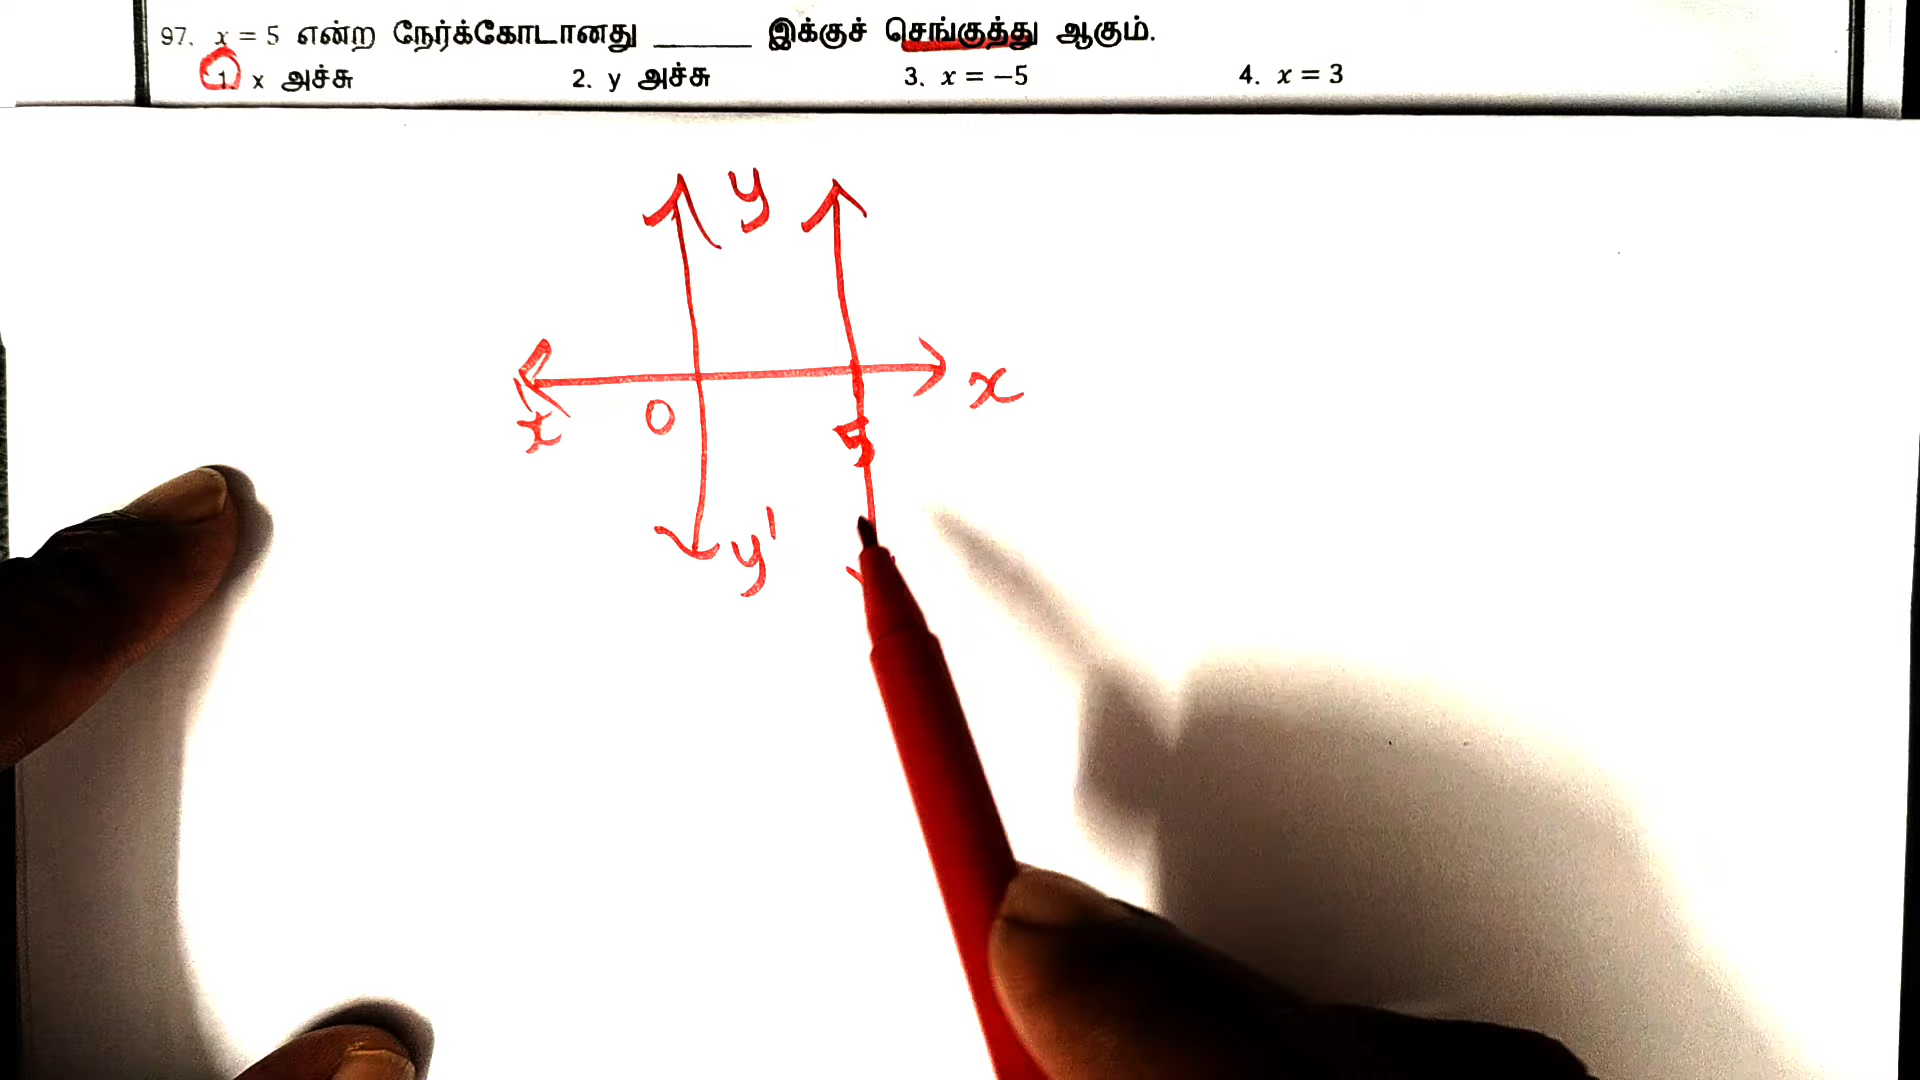 97. x = 5 என்ற நேர்க்கோடானது ______ இக்குச் செங்குத்து ஆகும்.
1. x அச்சு 2. y அச்சு 3. x = −5 4. x = 3
y
x
x 0 5
y'